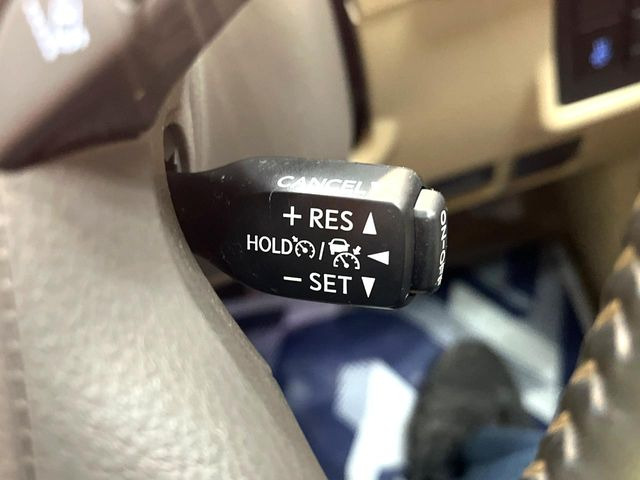 CANCEL
+ RES ▲
HOLD / ◀
− SET ▼
ON-OFF